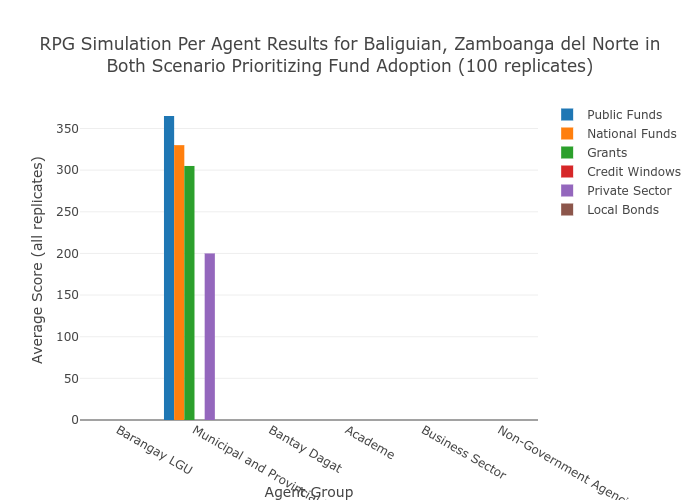 RPG Simulation Per Agent Results for Baliguian, Zamboanga del Norte in
Both Scenario Prioritizing Fund Adoption (100 replicates)
Public Funds
National Funds
Grants
Credit Windows
Private Sector
Local Bonds
Average Score (all replicates)
350
300
250
200
150
100
50
0
Barangay LGU
Municipal and
Bantay Dagat
Academe
Business Sector
Non-Government
Agent Group